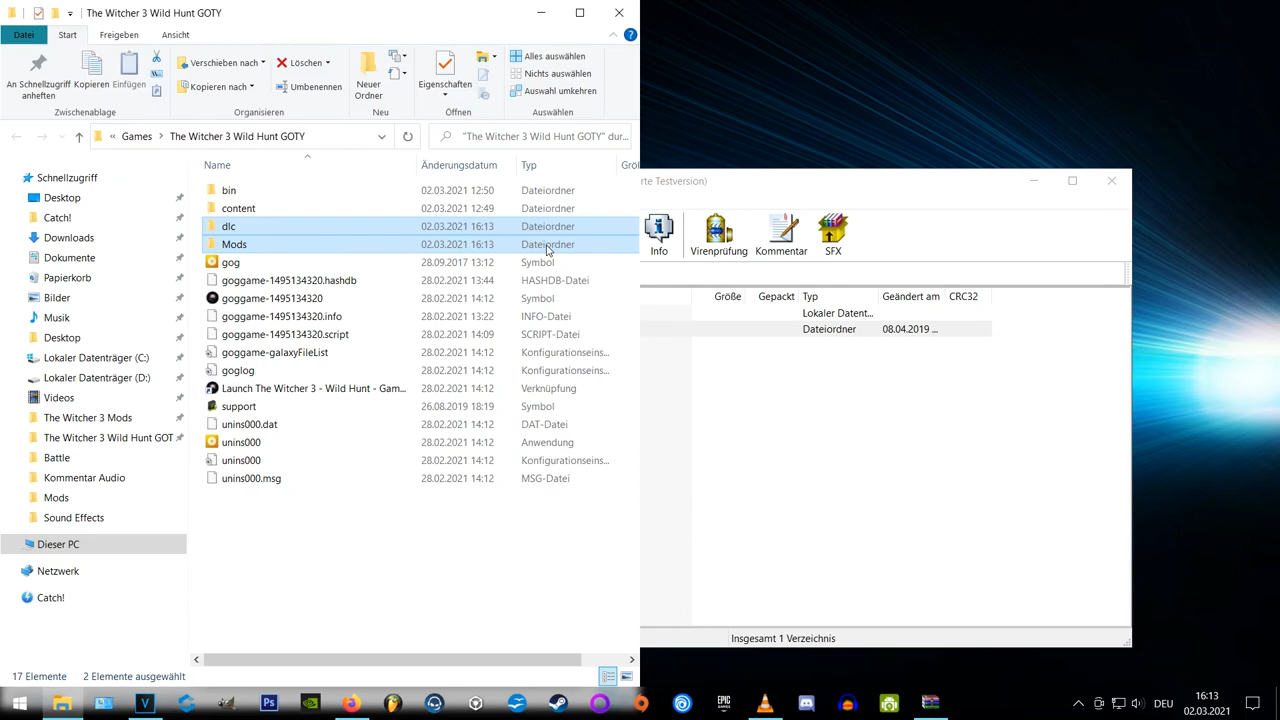 The Witcher 3 Wild Hunt GOTY
Datei Start Freigeben Ansicht
An Schnellzugriff anheften
Kopieren
Einfügen
Verschieben nach
Kopieren nach
Löschen
Umbenennen
Neuer Ordner
Eigenschaften
Alles auswählen
Nichts auswählen
Auswahl umkehren
Zwischenablage Organisieren Neu Öffnen Auswählen
« Games > The Witcher 3 Wild Hunt GOTY
"The Witcher 3 Wild Hunt GOTY" dur...
Schnellzugriff
Desktop
Catch!
Downloads
Dokumente
Papierkorb
Bilder
Musik
Desktop
Lokaler Datenträger (C:)
Lokaler Datenträger (D:)
Videos
The Witcher 3 Mods
The Witcher 3 Wild Hunt GOT
Battle
Kommentar Audio
Mods
Sound Effects
Dieser PC
Netzwerk
Catch!
Name Änderungsdatum Typ Grö
bin 02.03.2021 12:50 Dateiordner
content 02.03.2021 12:49 Dateiordner
dlc 02.03.2021 16:13 Dateiordner
Mods 02.03.2021 16:13 Dateiordner
gog 28.09.2017 13:12 Symbol
goggame-1495134320.hashdb 28.02.2021 13:44 HASHDB-Datei
goggame-1495134320 28.02.2021 14:12 Symbol
goggame-1495134320.info 28.02.2021 13:22 INFO-Datei
goggame-1495134320.script 28.02.2021 14:09 SCRIPT-Datei
goggame-galaxyFileList 28.02.2021 14:12 Konfigurationseins...
goglog 28.02.2021 14:12 Konfigurationseins...
Launch The Witcher 3 - Wild Hunt - Gam... 28.02.2021 14:12 Verknüpfung
support 26.08.2019 18:19 Symbol
unins000.dat 28.02.2021 14:12 DAT-Datei
unins000 28.02.2021 14:12 Anwendung
unins000 28.02.2021 14:12 Konfigurationseins...
unins000.msg 28.02.2021 14:12 MSG-Datei
17 Elemente 2 Elemente ausgewählt
rte Testversion)
Info Virenprüfung Kommentar SFX
Größe Gepackt Typ Geändert am CRC32
Lokaler Datent...
Dateiordner 08.04.2019 ...
Insgesamt 1 Verzeichnis
DEU
16:13
02.03.2021